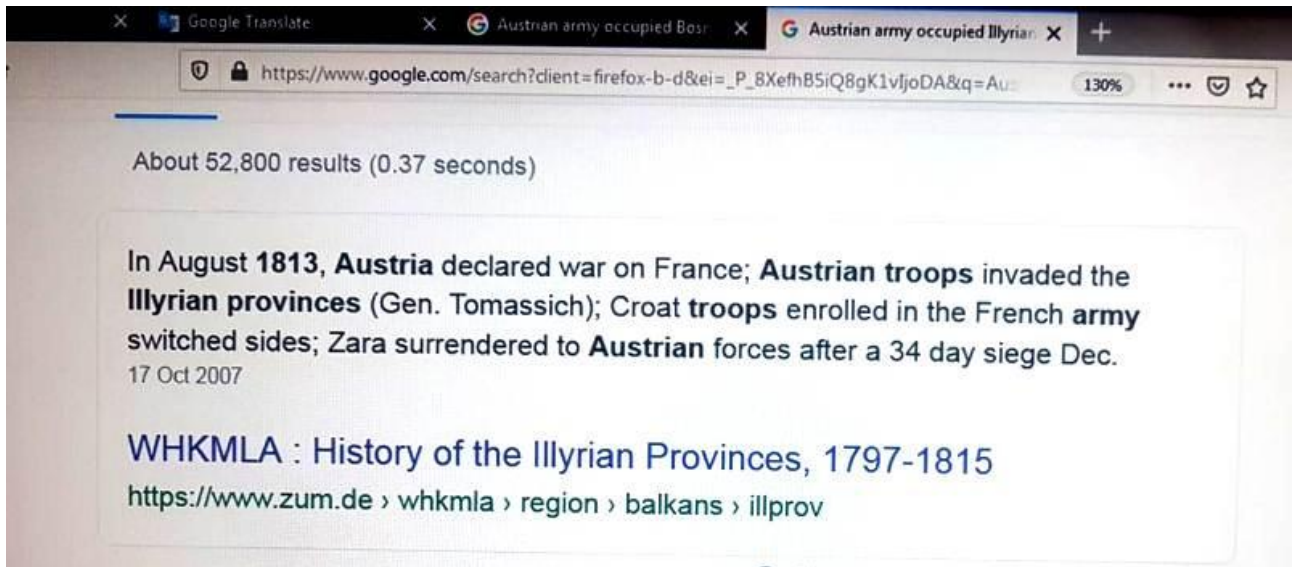 Google Translate
Austrian army occupied Bosr
Austrian army occupied Illyrian
https://www.google.com/search?client=firefox-b-d&ei=_P_8XefhB5iQ8gK1vIjoDA&q=Au
130%
About 52,800 results (0.37 seconds)
In August 1813, Austria declared war on France; Austrian troops invaded the
Illyrian provinces (Gen. Tomassich); Croat troops enrolled in the French army
switched sides; Zara surrendered to Austrian forces after a 34 day siege Dec.
17 Oct 2007
WHKMLA : History of the Illyrian Provinces, 1797-1815
https://www.zum.de › whkmla › region › balkans › illprov